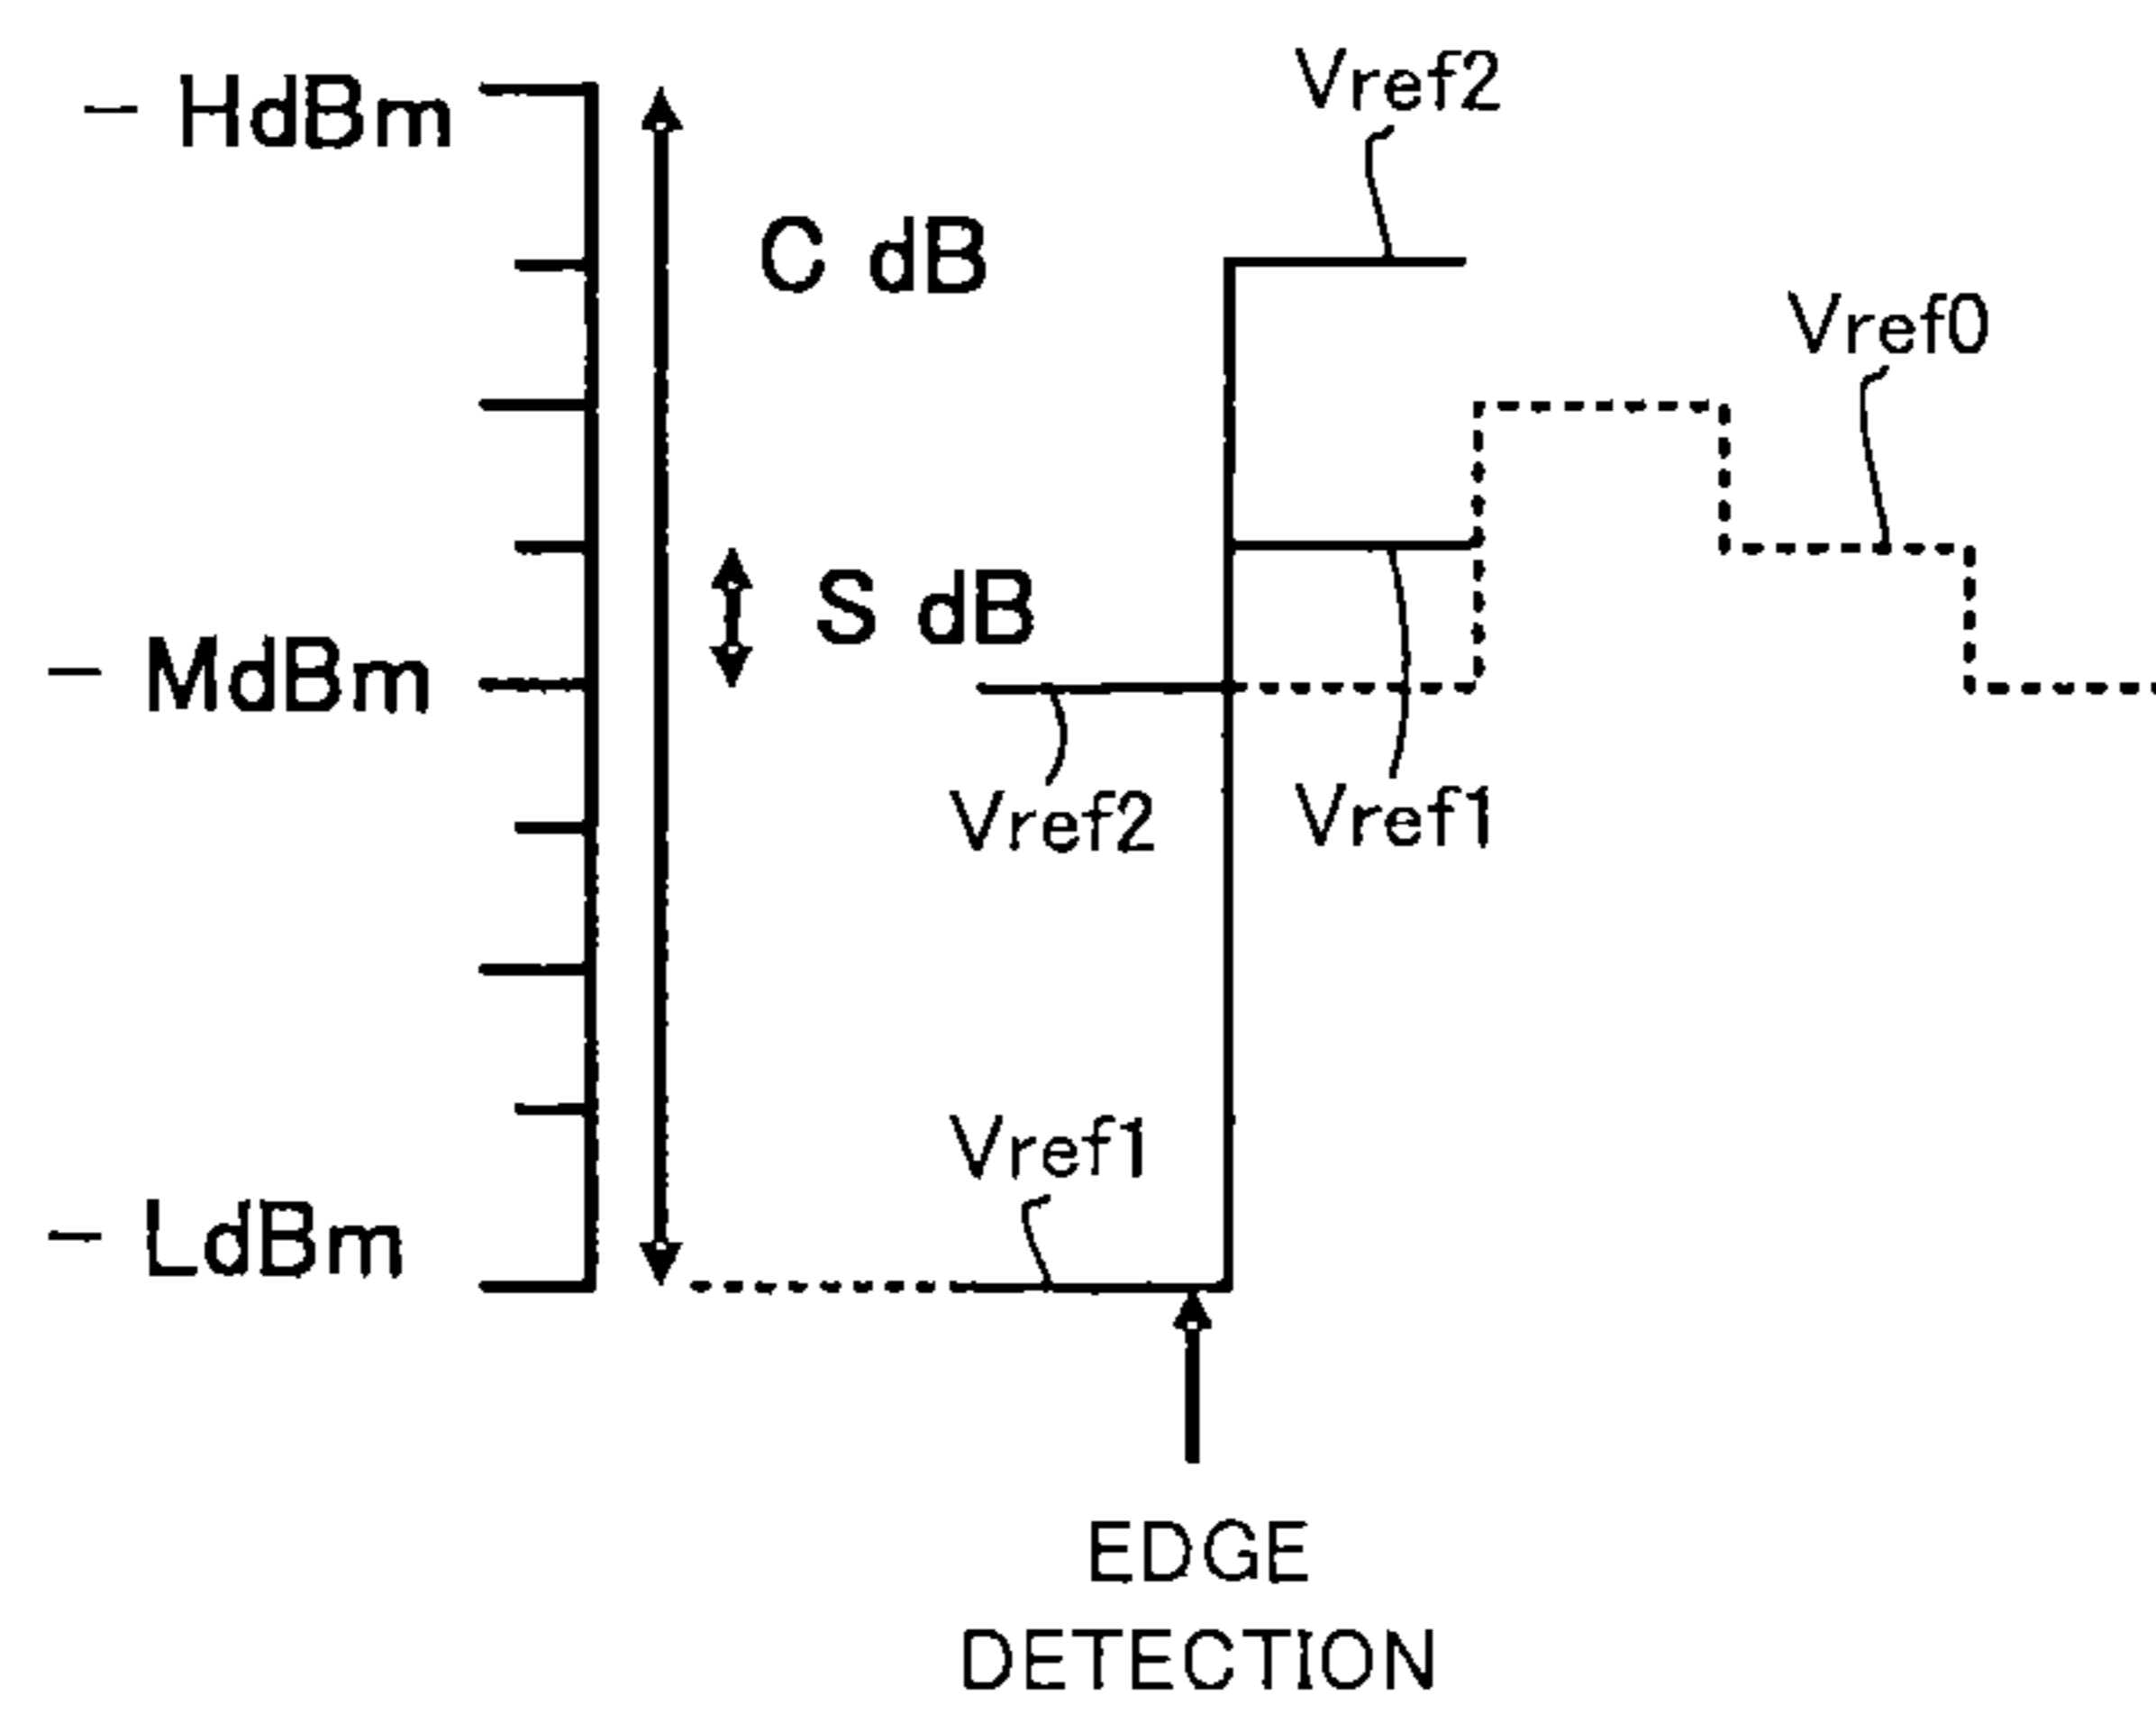 Vref2
− HdBm
C dB
Vref0
S dB
− MdBm
Vref2
Vref1
Vref1
− LdBm
EDGE
DETECTION